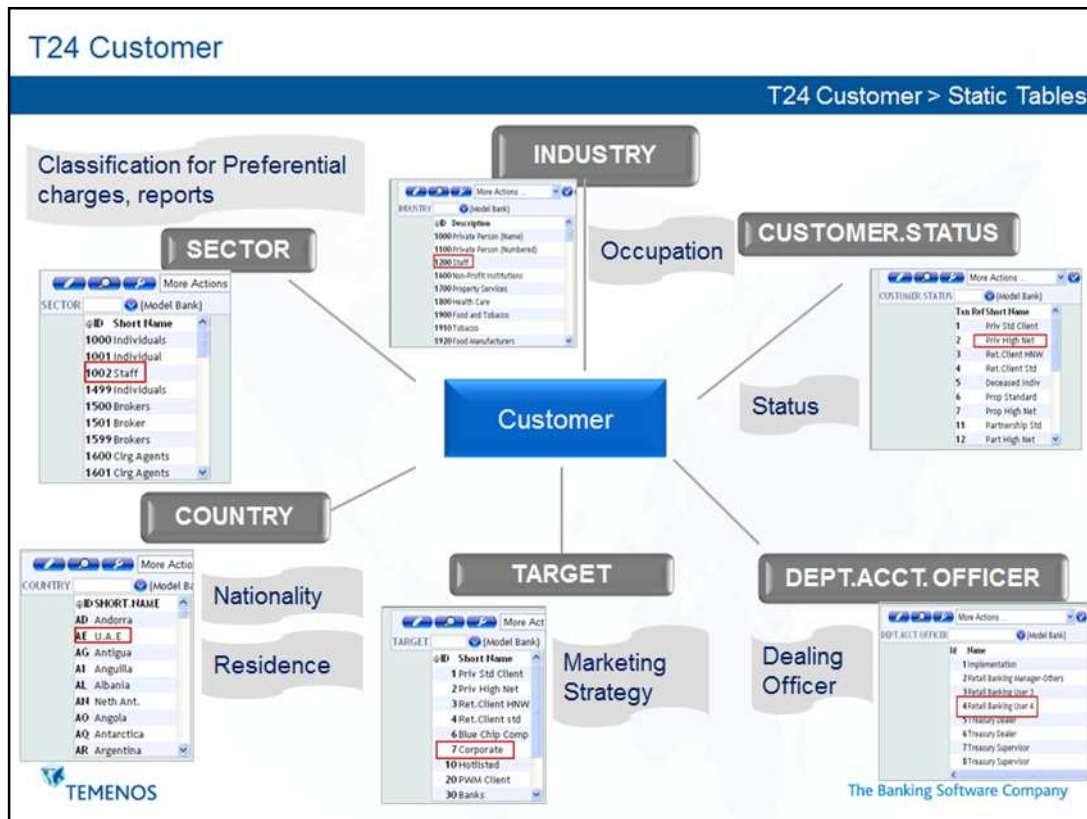 T24 Customer
T24 Customer > Static Tables
Classification for Preferential
charges, reports
SECTOR
More Actions
SECTOR (Model Bank)
@ID Short Name
1000 Individuals
1001 Individual
1002 Staff
1499 Individuals
1500 Brokers
1501 Broker
1599 Brokers
1600 Clrg Agents
1601 Clrg Agents
INDUSTRY
More Actions ...
INDUSTRY (Model Bank)
@ID Description
1000 Private Person (Name)
1100 Private Person (Numbered)
1200 Staff
1600 Non-Profit Institutions
1700 Property Services
1800 Health Care
1900 Food and Tobacco
1910 Tobacco
1920 Food Manufacturers
Occupation
CUSTOMER.STATUS
More Actions ...
CUSTOMER.STATUS (Model Bank)
Txn Ref Short Name
1 Priv Std Client
2 Priv High Net
3 Ret.Client HNW
4 Ret.Client Std
5 Deceased Indiv
6 Prop Standard
7 Prop High Net
11 Partnership Std
12 Part High Net
Status
Customer
COUNTRY
More Actio
COUNTRY (Model Ba
@ID SHORT.NAME
AD Andorra
AE U.A.E
AG Antigua
AI Anguilla
AL Albania
AN Neth Ant.
AO Angola
AQ Antarctica
AR Argentina
Nationality
Residence
TARGET
More Act
TARGET (Model Bank)
@ID Short Name
1 Priv Std Client
2 Priv High Net
3 Ret.Client HNW
4 Ret.Client std
6 Blue Chip Comp
7 Corporate
10 Hotlisted
20 PWM Client
30 Banks
Marketing
Strategy
DEPT.ACCT.OFFICER
More Actions ...
DEPT.ACCT.OFFICER (Model Bank)
Id Name
1 Implementation
2 Retail Banking Manager-Others
3 Retail Banking User 3
4 Retail Banking User 4
5 Treasury Dealer
6 Treasury Dealer
7 Treasury Supervisor
8 Treasury Supervisor
Dealing
Officer
TEMENOS
The Banking Software Company